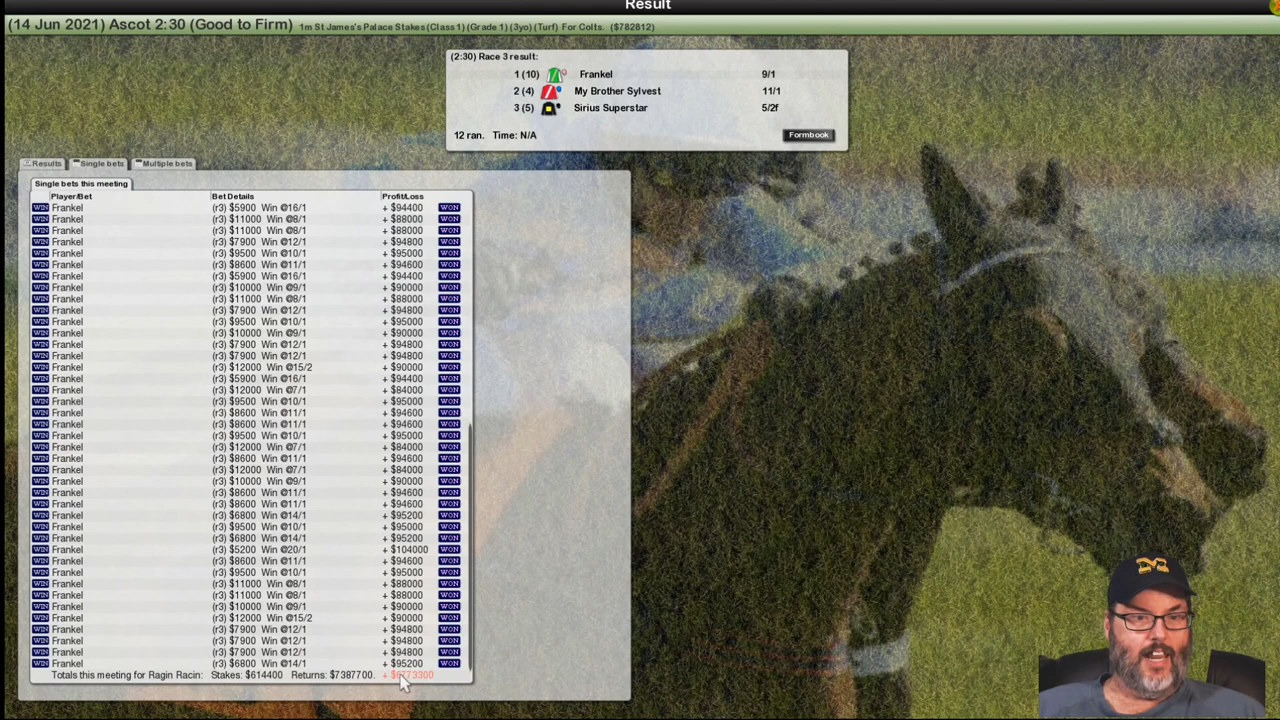 Result
(14 Jun 2021) Ascot 2:30 (Good to Firm) 1m St James's Palace Stakes (Class 1) (Grade 1) (3yo) (Turf) For Colts. ($782812)
(2:30) Race 3 result:
1 (10) Frankel 9/1
2 (4) My Brother Sylvest 11/1
3 (5) Sirius Superstar 5/2f
12 ran. Time: N/A Formbook
Results Single bets Multiple bets
Single bets this meeting
Player/Bet Bet Details Profit/Loss
WIN Frankel (r3) $5900 Win @16/1 + $94400 WON
WIN Frankel (r3) $11000 Win @8/1 + $88000 WON
WIN Frankel (r3) $11000 Win @8/1 + $88000 WON
WIN Frankel (r3) $7900 Win @12/1 + $94800 WON
WIN Frankel (r3) $9500 Win @10/1 + $95000 WON
WIN Frankel (r3) $8600 Win @11/1 + $94600 WON
WIN Frankel (r3) $5900 Win @16/1 + $94400 WON
WIN Frankel (r3) $10000 Win @9/1 + $90000 WON
WIN Frankel (r3) $11000 Win @8/1 + $88000 WON
WIN Frankel (r3) $7900 Win @12/1 + $94800 WON
WIN Frankel (r3) $9500 Win @10/1 + $95000 WON
WIN Frankel (r3) $10000 Win @9/1 + $90000 WON
WIN Frankel (r3) $7900 Win @12/1 + $94800 WON
WIN Frankel (r3) $7900 Win @12/1 + $94800 WON
WIN Frankel (r3) $12000 Win @15/2 + $90000 WON
WIN Frankel (r3) $5900 Win @16/1 + $94400 WON
WIN Frankel (r3) $12000 Win @7/1 + $84000 WON
WIN Frankel (r3) $9500 Win @10/1 + $95000 WON
WIN Frankel (r3) $8600 Win @11/1 + $94600 WON
WIN Frankel (r3) $8600 Win @11/1 + $94600 WON
WIN Frankel (r3) $9500 Win @10/1 + $95000 WON
WIN Frankel (r3) $12000 Win @7/1 + $84000 WON
WIN Frankel (r3) $8600 Win @11/1 + $94600 WON
WIN Frankel (r3) $12000 Win @7/1 + $84000 WON
WIN Frankel (r3) $10000 Win @9/1 + $90000 WON
WIN Frankel (r3) $8600 Win @11/1 + $94600 WON
WIN Frankel (r3) $8600 Win @11/1 + $94600 WON
WIN Frankel (r3) $6800 Win @14/1 + $95200 WON
WIN Frankel (r3) $9500 Win @10/1 + $95000 WON
WIN Frankel (r3) $6800 Win @14/1 + $95200 WON
WIN Frankel (r3) $5200 Win @20/1 + $104000 WON
WIN Frankel (r3) $8600 Win @11/1 + $94600 WON
WIN Frankel (r3) $9500 Win @10/1 + $95000 WON
WIN Frankel (r3) $11000 Win @8/1 + $88000 WON
WIN Frankel (r3) $11000 Win @8/1 + $88000 WON
WIN Frankel (r3) $10000 Win @9/1 + $90000 WON
WIN Frankel (r3) $12000 Win @15/2 + $90000 WON
WIN Frankel (r3) $7900 Win @12/1 + $94800 WON
WIN Frankel (r3) $7900 Win @12/1 + $94800 WON
WIN Frankel (r3) $7900 Win @12/1 + $94800 WON
WIN Frankel (r3) $6800 Win @14/1 + $95200 WON
Totals this meeting for Ragin Racin: Stakes: $614400 Returns: $7387700. + $6773300